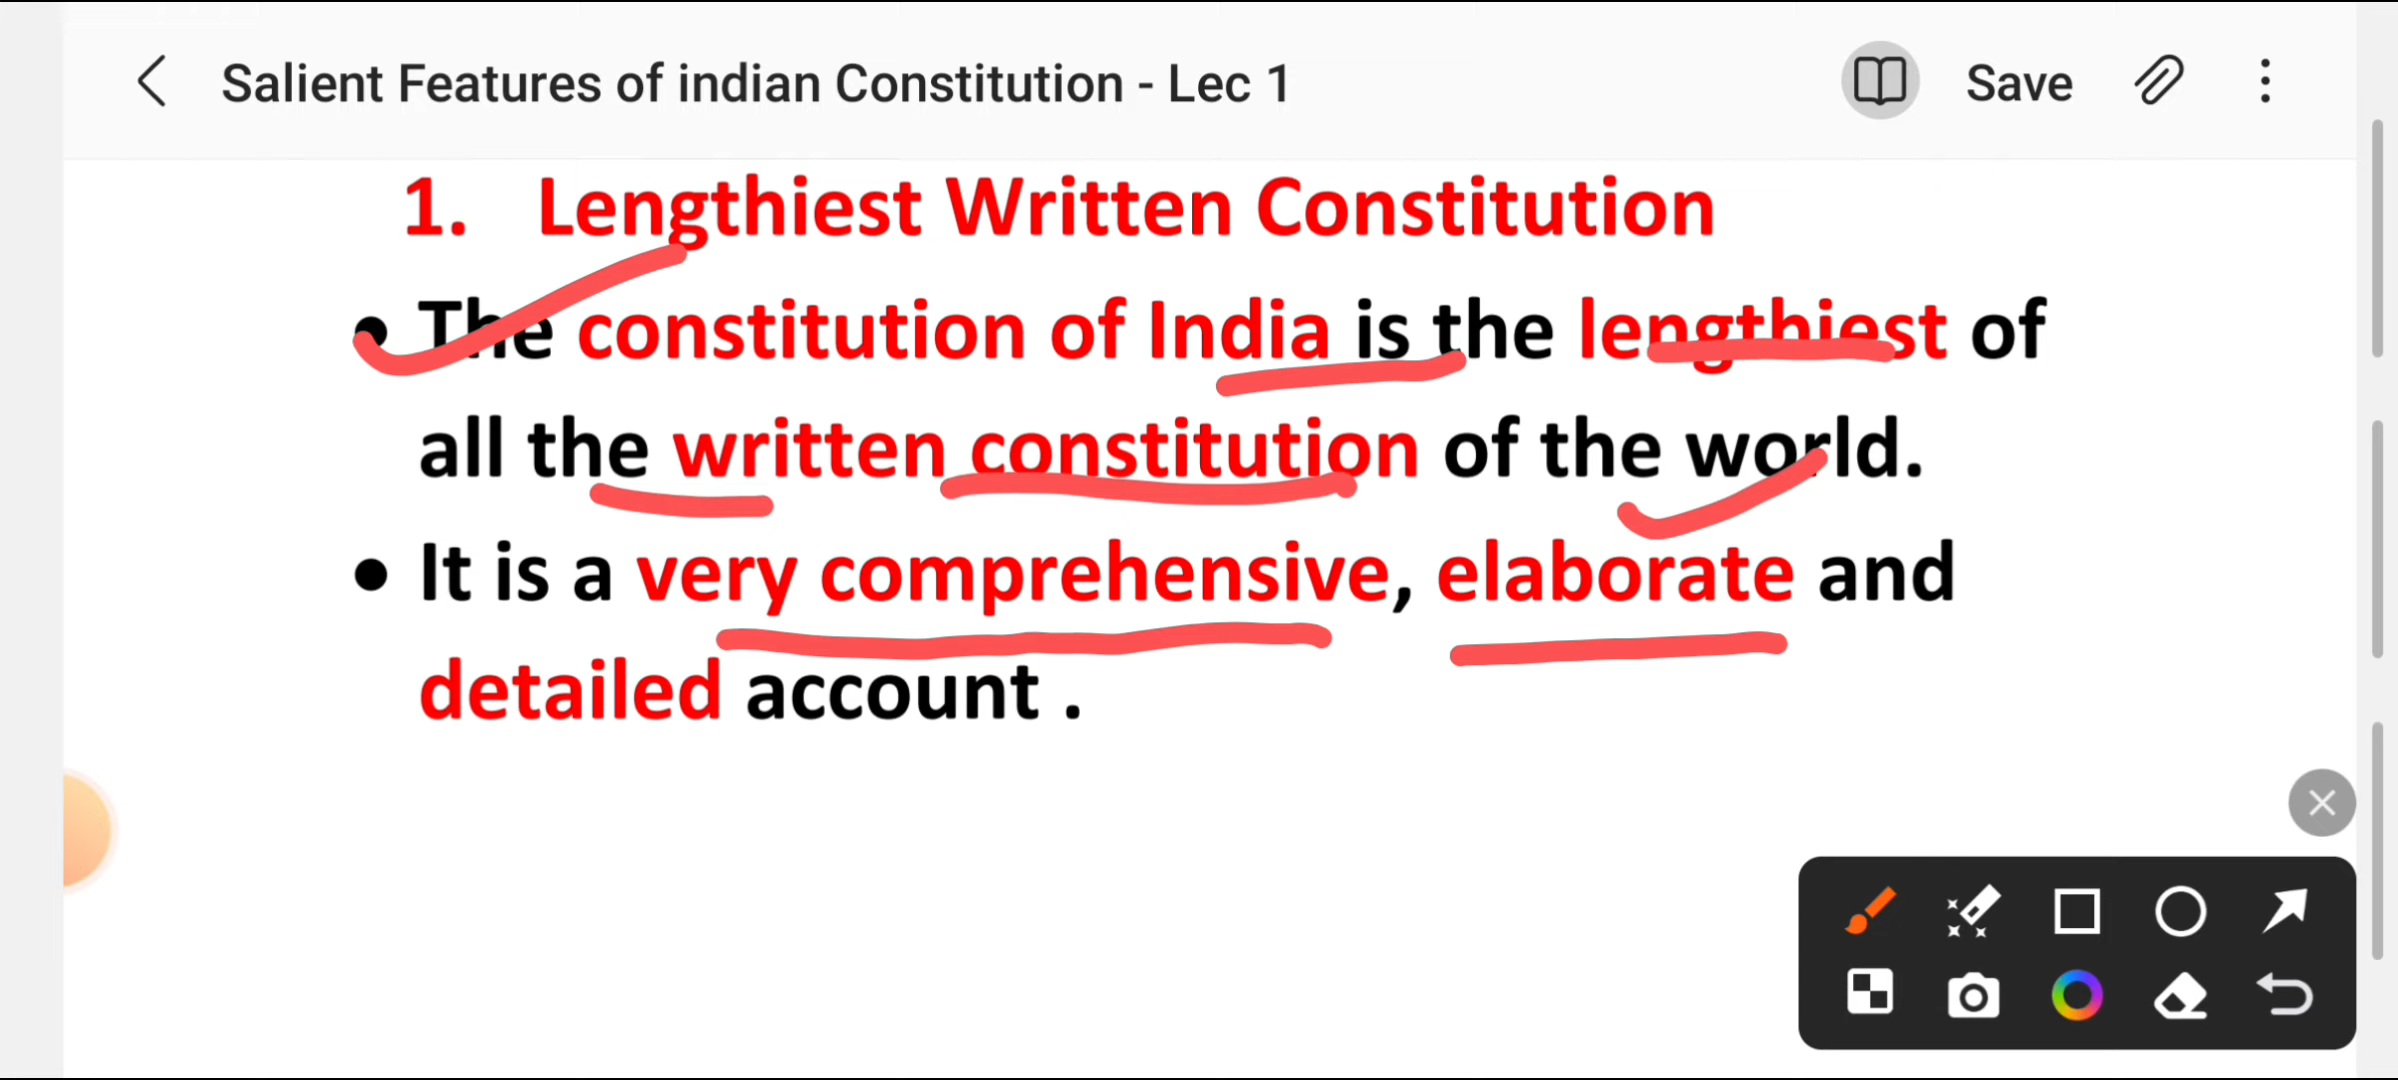 Salient Features of indian Constitution - Lec 1
Save
1. Lengthiest Written Constitution
• The constitution of India is the lengthiest of
all the written constitution of the world.
• It is a very comprehensive, elaborate and
detailed account .